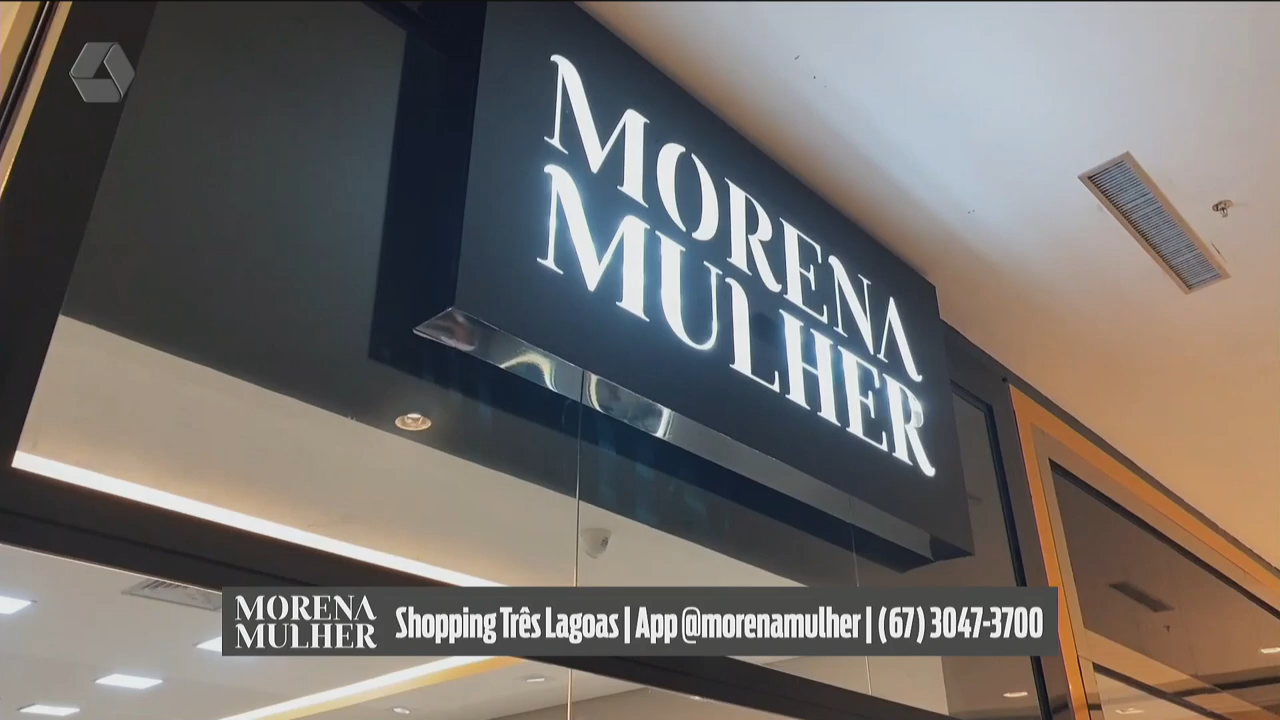 MORENA
MULHER
MORENA
MULHER
Shopping Três Lagoas | App @morenamulher | (67) 3047-3700